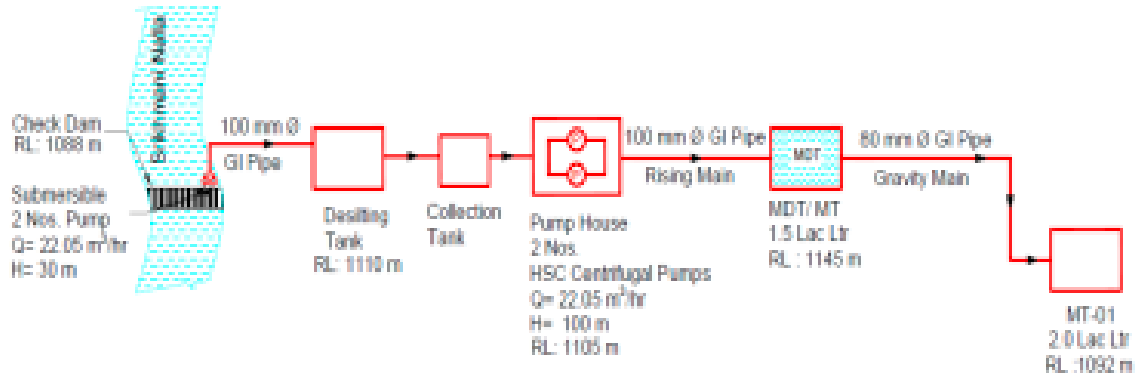 Brahmani Nalla
Check Dam
RL: 1088 m
Submersible
2 Nos. Pump
Q= 22.05 m³/hr
H= 30 m
100 mm Ø
GI Pipe
Desilting
Tank
RL: 1110 m
Collection
Tank
Pump House
2 Nos.
HSC Centrifugal Pumps
Q= 22.05 m³/hr
H= 100 m
RL: 1105 m
100 mm Ø GI Pipe
Rising Main
MDT
MDT/ MT
1.5 Lac Ltr
RL : 1145 m
80 mm Ø GI Pipe
Gravity Main
MT-01
2.0 Lac Ltr
RL :1092 m